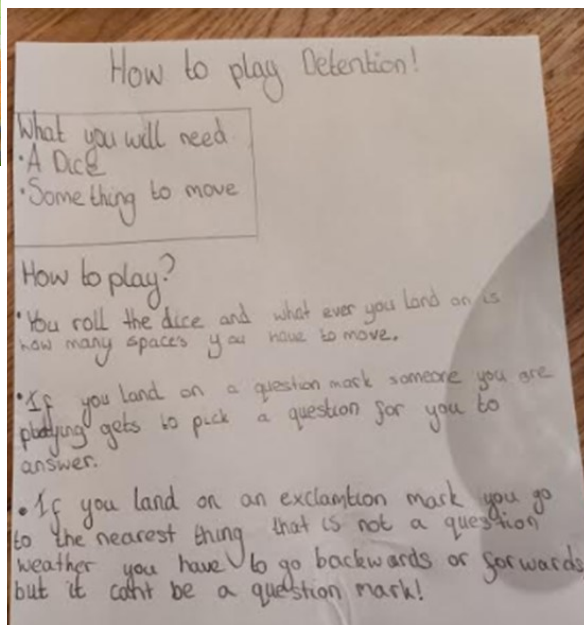 How to play Detention!
What you will need
• A Dice
• Something to move
How to play?
• You roll the dice and what ever you land on is
how many spaces you have to move.
• If you land on a question mark someone you are
playing gets to pick a question for you to
answer.
• If you land on an exclamtion mark you go
to the nearest thing that is not a question
weather you have to go backwards or forwards
but it cant be a question mark!